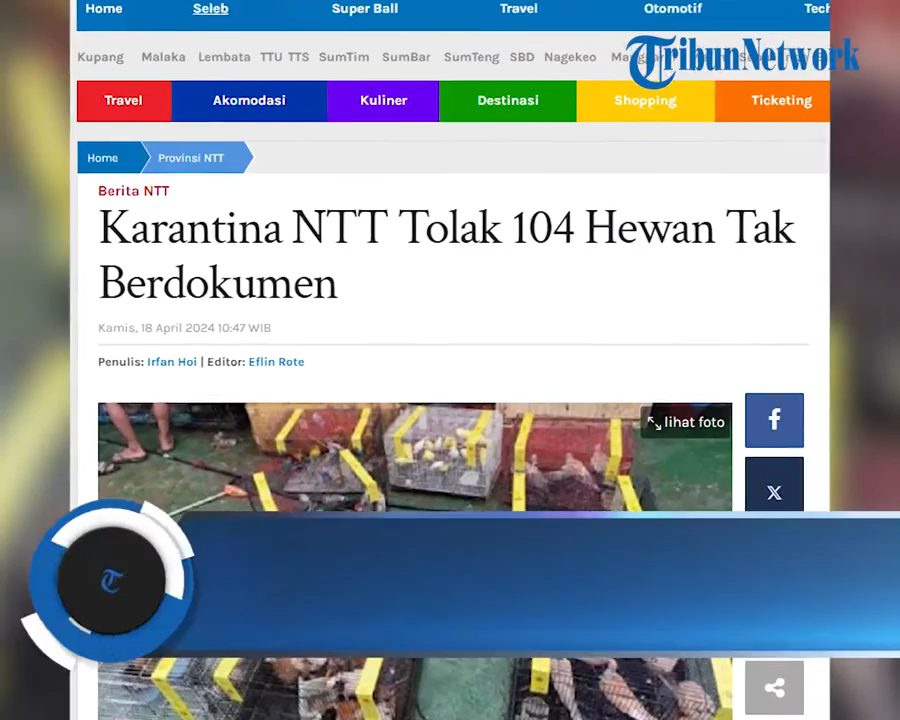 Home Seleb Super Ball Travel Otomotif Tech
TribunNetwork
Kupang Malaka Lembata TTU TTS SumTim SumBar SumTeng SBD Nagekeo
Travel Akomodasi Kuliner Destinasi Shopping Ticketing
Home Provinsi NTT
Berita NTT
Karantina NTT Tolak 104 Hewan Tak
Berdokumen
Kamis, 18 April 2024 10:47 WIB
Penulis: Irfan Hoi | Editor: Eflin Rote
lihat foto